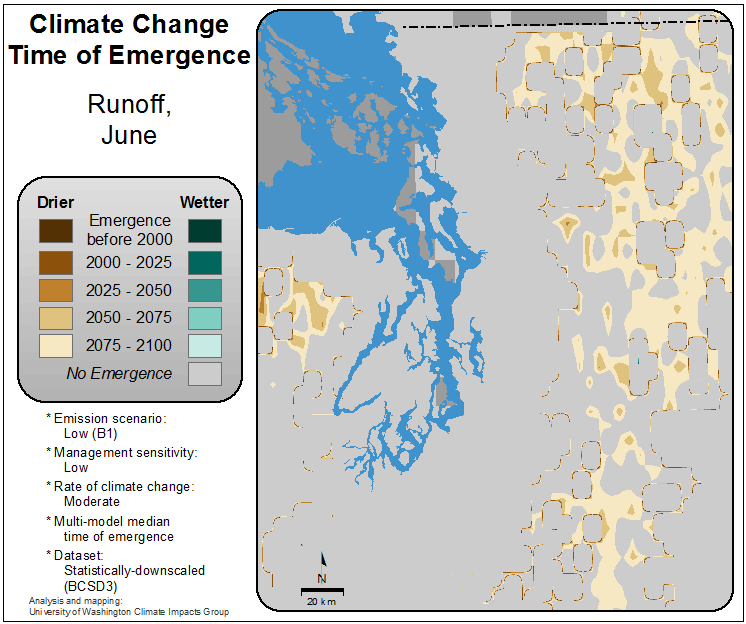 Climate Change
Time of Emergence
Runoff,
June
Drier
Wetter
Emergence
before 2000
2000 - 2025
2025 - 2050
2050 - 2075
2075 - 2100
No Emergence
* Emission scenario:
Low (B1)
* Management sensitivity:
Low
* Rate of climate change:
Moderate
* Multi-model median
time of emergence
* Dataset:
Statistically-downscaled
(BCSD3)
Analysis and mapping:
University of Washington Climate Impacts Group
N
20 km